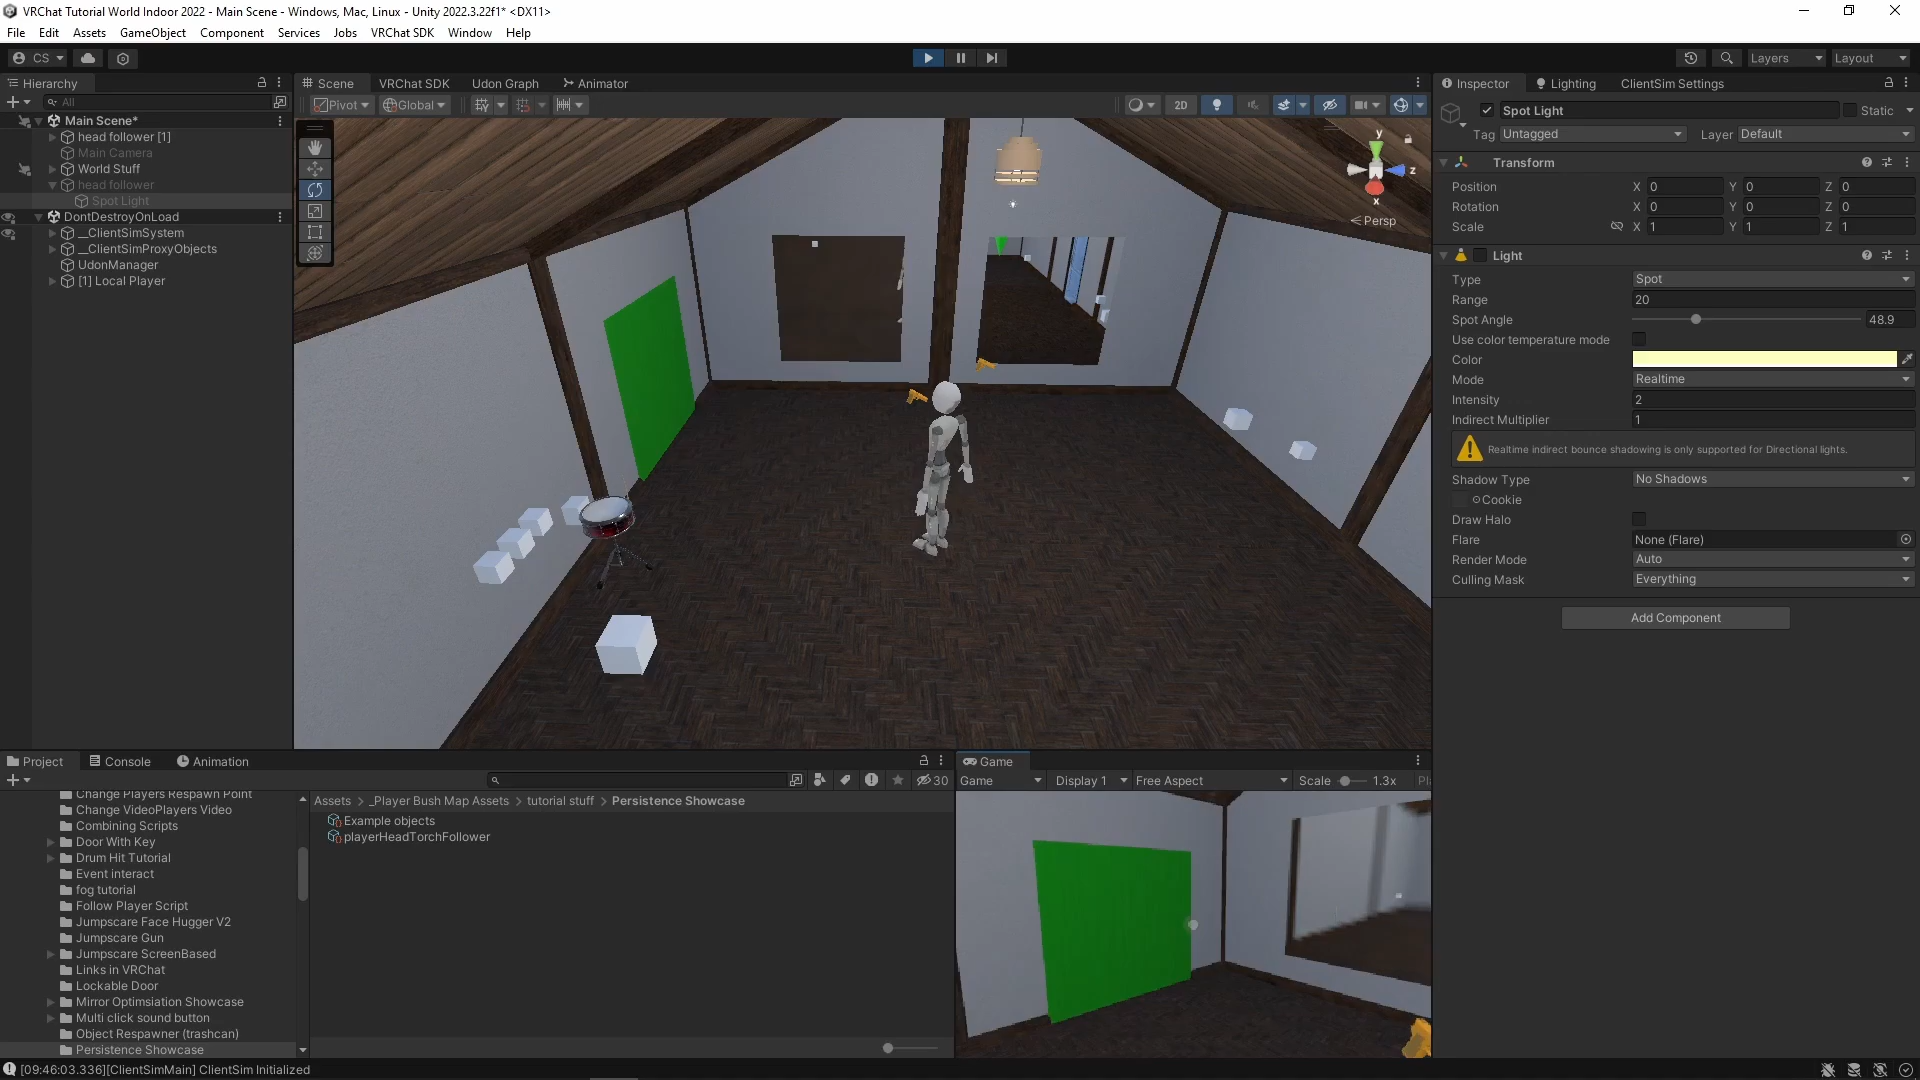 VRChat Tutorial World Indoor 2022 - Main Scene - Windows, Mac, Linux - Unity 2022.3.22f1* <DX11>
File Edit Assets GameObject Component Services Jobs VRChat SDK Window Help
CS Layers Layout
Hierarchy
All
Main Scene*
head follower [1]
Main Camera
World Stuff
head follower
Spot Light
DontDestroyOnLoad
__ClientSimSystem
__ClientSimProxyObjects
UdonManager
[1] Local Player
Scene VRChat SDK Udon Graph Animator
Pivot Global 2D
y
z
x
Persp
Inspector Lighting ClientSim Settings
Spot Light Static
Tag Untagged Layer Default
Transform
Position X 0 Y 0 Z 0
Rotation X 0 Y 0 Z 0
Scale X 1 Y 1 Z 1
Light
Type Spot
Range 20
Spot Angle 48.9
Use color temperature mode
Color
Mode Realtime
Intensity 2
Indirect Multiplier 1
Realtime indirect bounce shadowing is only supported for Directional lights.
Shadow Type No Shadows
Cookie
Draw Halo
Flare None (Flare)
Render Mode Auto
Culling Mask Everything
Add Component
Project Console Animation
30
Change Players Respawn Point
Change VideoPlayers Video
Combining Scripts
Door With Key
Drum Hit Tutorial
Event interact
fog tutorial
Follow Player Script
Jumpscare Face Hugger V2
Jumpscare Gun
Jumpscare ScreenBased
Links in VRChat
Lockable Door
Mirror Optimsiation Showcase
Multi click sound button
Object Respawner (trashcan)
Persistence Showcase
Assets > _Player Bush Map Assets > tutorial stuff > Persistence Showcase
Example objects
playerHeadTorchFollower
Game
Game Display 1 Free Aspect Scale 1.3x
[09:46:03.336][ClientSimMain] ClientSim Initialized